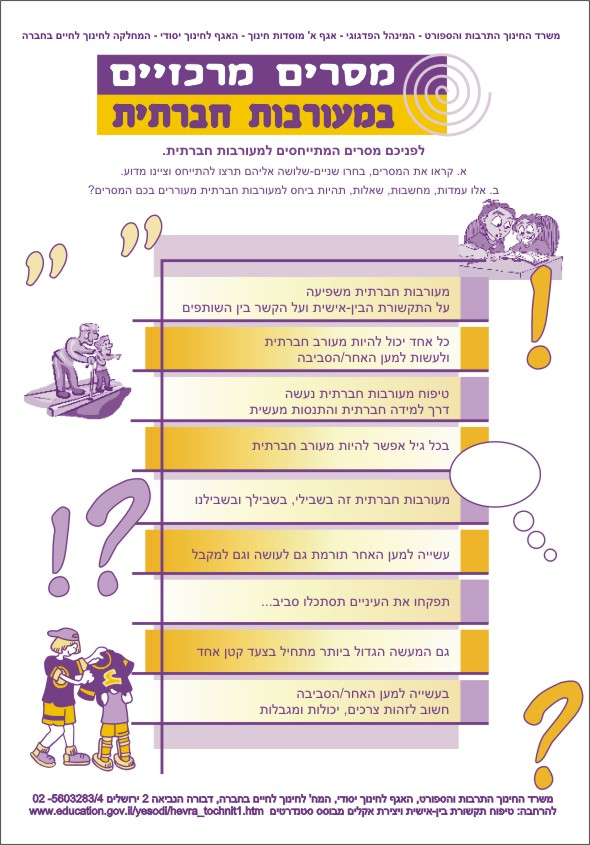 משרד החינוך התרבות והספורט - המינהל הפדגוגי - אגף א' מוסדות חינוך - האגף לחינוך יסודי - המחלקה לחינוך לחיים בחברה
מסרים מרכזיים
במעורבות חברתית
לפניכם מסרים המתייחסים למעורבות חברתית.
א. קראו את המסרים, בחרו שניים-שלושה אליהם תרצו להתייחס וציינו מדוע.
ב. אלו עמדות, מחשבות, שאלות, תהיות ביחס למעורבות חברתית מעוררים בכם המסרים?
מעורבות חברתית משפיעה
על התקשורת הבין-אישית ועל הקשר בין השותפים
כל אחד יכול להיות מעורב חברתית
ולעשות למען האחר/הסביבה
טיפוח מעורבות חברתית נעשה
דרך למידה חברתית והתנסות מעשית
בכל גיל אפשר להיות מעורב חברתית
מעורבות חברתית זה בשבילי, בשבילך ובשבילנו
עשייה למען האחר תורמת גם לעושה וגם למקבל
תפקחו את העיניים תסתכלו סביב...
גם המעשה הגדול ביותר מתחיל בצעד קטן אחד
בעשייה למען האחר/הסביבה
חשוב לזהות צרכים, יכולות ומגבלות
משרד החינוך התרבות והספורט, האגף לחינוך יסודי, המח' לחינוך לחיים בחברה, דבורה הנביאה 2 ירושלים 02-5603283/4
להרחבה: טיפוח תקשורת בין-אישית ויצירת אקלים מבוסס סטנדרטים www.education.gov.il/yesodi/hevra_tochnit1.htm